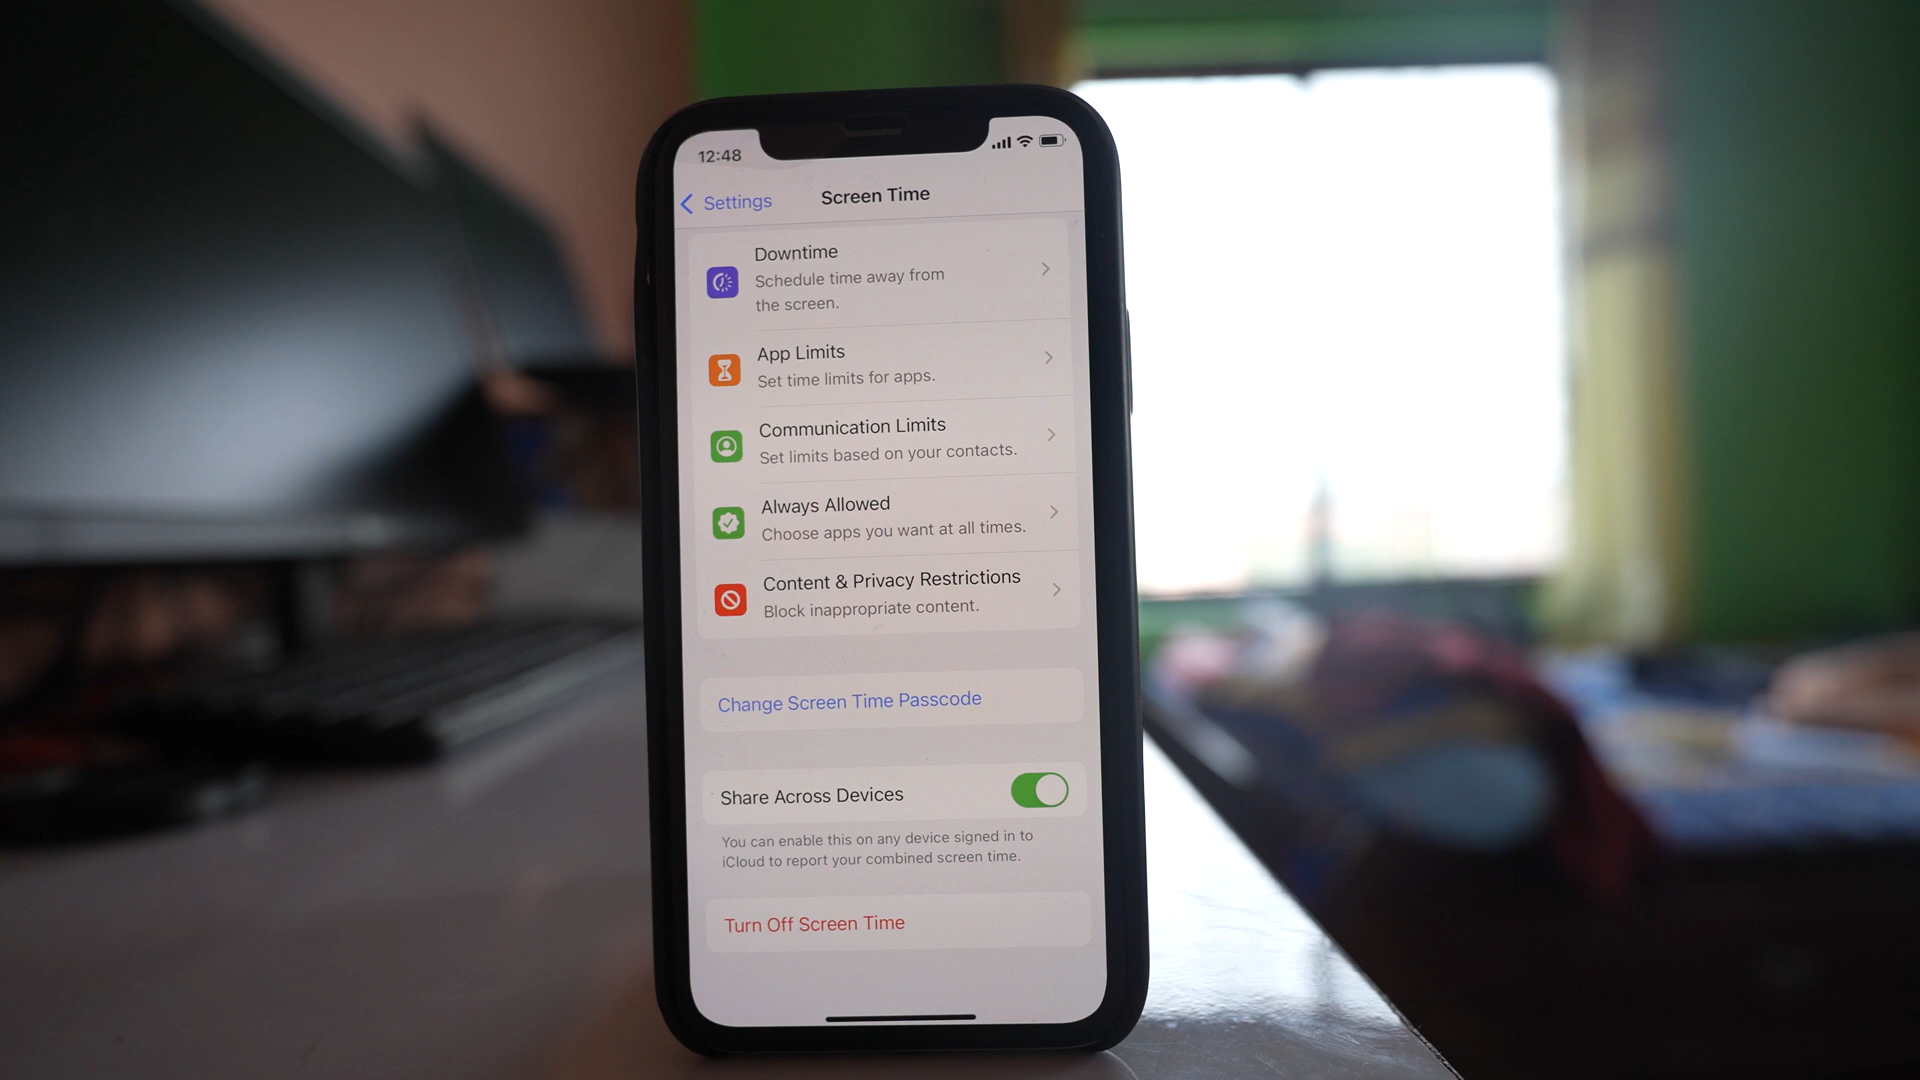 12:48
Settings
Screen Time
Downtime
Schedule time away from
the screen.
App Limits
Set time limits for apps.
Communication Limits
Set limits based on your contacts.
Always Allowed
Choose apps you want at all times.
Content & Privacy Restrictions
Block inappropriate content.
Change Screen Time Passcode
Share Across Devices
You can enable this on any device signed in to
iCloud to report your combined screen time.
Turn Off Screen Time